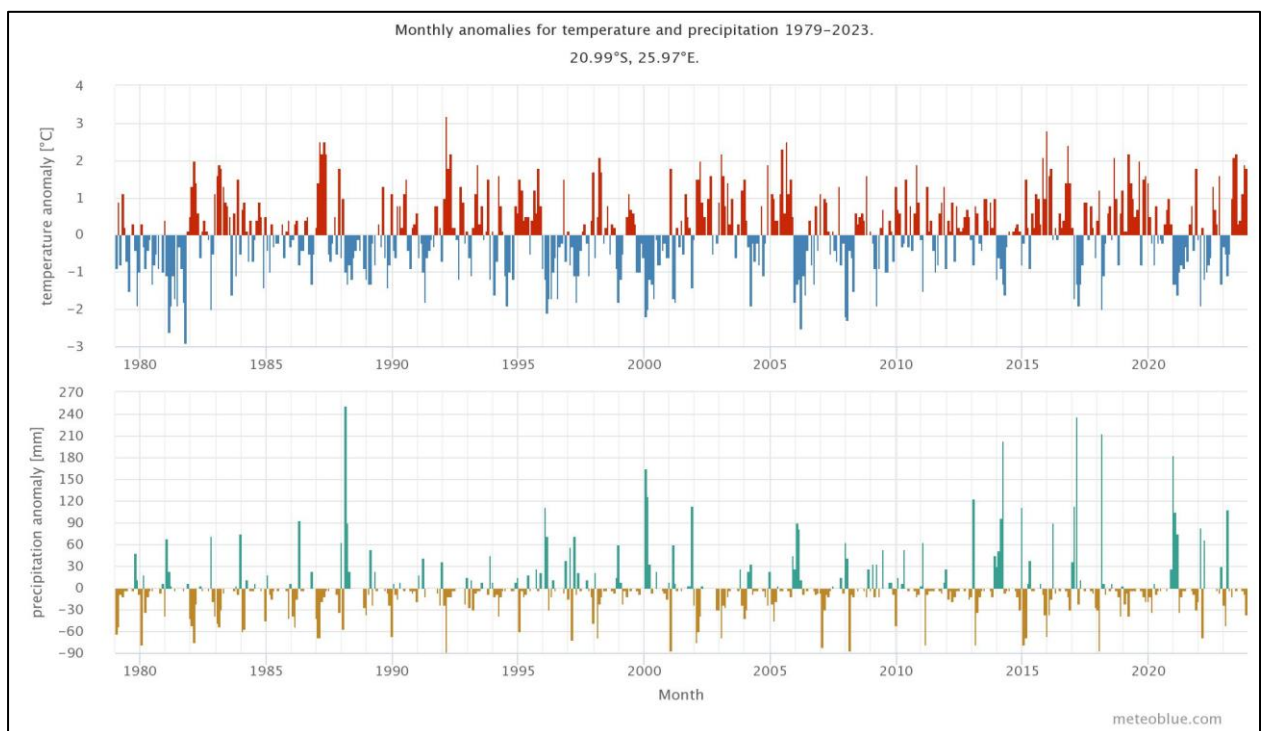 Monthly anomalies for temperature and precipitation 1979–2023.
20.99°S, 25.97°E.
temperature anomaly [°C]
4
3
2
1
0
−1
−2
−3
1980 1985 1990 1995 2000 2005 2010 2015 2020
precipitation anomaly [mm]
270
240
210
180
150
120
90
60
30
0
−30
−60
−90
1980 1985 1990 1995 2000 2005 2010 2015 2020
Month
meteoblue.com